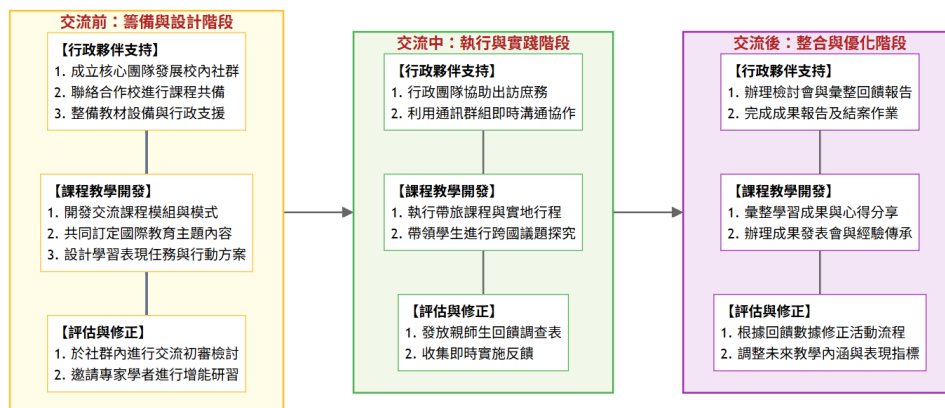 交流前：籌備與設計階段
【行政夥伴支持】
1. 成立核心團隊發展校內社群
2. 聯絡合作校進行課程共備
3. 整備教材設備與行政支援
【課程教學開發】
1. 開發交流課程模組與模式
2. 共同訂定國際教育主題內容
3. 設計學習表現任務與行動方案
【評估與修正】
1. 於社群內進行交流初審檢討
2. 邀請專家學者進行增能研習
交流中：執行與實踐階段
【行政夥伴支持】
1. 行政團隊協助出訪庶務
2. 利用通訊群組即時溝通協作
【課程教學開發】
1. 執行帶旅課程與實地行程
2. 帶領學生進行跨國議題探究
【評估與修正】
1. 發放親師生回饋調查表
2. 收集即時實施反饋
交流後：整合與優化階段
【行政夥伴支持】
1. 辦理檢討會與彙整回饋報告
2. 完成成果報告及結案作業
【課程教學開發】
1. 彙整學習成果與心得分享
2. 辦理成果發表會與經驗傳承
【評估與修正】
1. 根據回饋數據修正活動流程
2. 調整未來教學內涵與表現指標